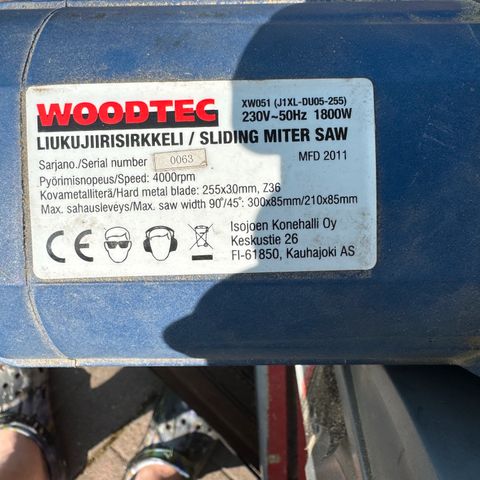 WOODTEC
XW051 (J1XL-DU05-255)
230V~50Hz 1800W
LIUKUJIIRISIRKKELI / SLIDING MITER SAW
Sarjano./Serial number 0063 MFD 2011
Pyörimisnopeus/Speed: 4000rpm
Kovametalliterä/Hard metal blade: 255x30mm, Z36
Max. sahausleveys/Max. saw width 90°/45°: 300x85mm/210x85mm
CE
Isojoen Konehalli Oy
Keskustie 26
FI-61850, Kauhajoki AS